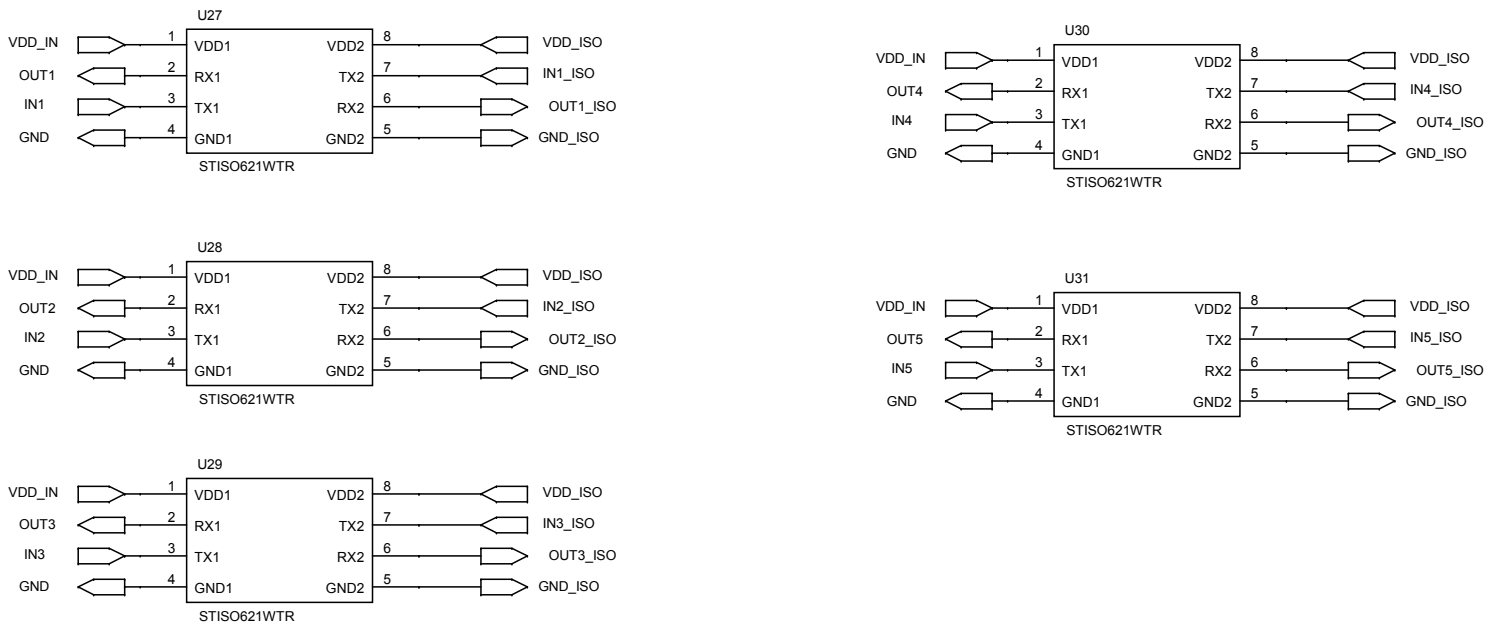 U27
VDD_IN 1 VDD1 VDD2 8 VDD_ISO
OUT1 2 RX1 TX2 7 IN1_ISO
IN1 3 TX1 RX2 6 OUT1_ISO
GND 4 GND1 GND2 5 GND_ISO
STISO621WTR
U28
VDD_IN 1 VDD1 VDD2 8 VDD_ISO
OUT2 2 RX1 TX2 7 IN2_ISO
IN2 3 TX1 RX2 6 OUT2_ISO
GND 4 GND1 GND2 5 GND_ISO
STISO621WTR
U29
VDD_IN 1 VDD1 VDD2 8 VDD_ISO
OUT3 2 RX1 TX2 7 IN3_ISO
IN3 3 TX1 RX2 6 OUT3_ISO
GND 4 GND1 GND2 5 GND_ISO
STISO621WTR
U30
VDD_IN 1 VDD1 VDD2 8 VDD_ISO
OUT4 2 RX1 TX2 7 IN4_ISO
IN4 3 TX1 RX2 6 OUT4_ISO
GND 4 GND1 GND2 5 GND_ISO
STISO621WTR
U31
VDD_IN 1 VDD1 VDD2 8 VDD_ISO
OUT5 2 RX1 TX2 7 IN5_ISO
IN5 3 TX1 RX2 6 OUT5_ISO
GND 4 GND1 GND2 5 GND_ISO
STISO621WTR